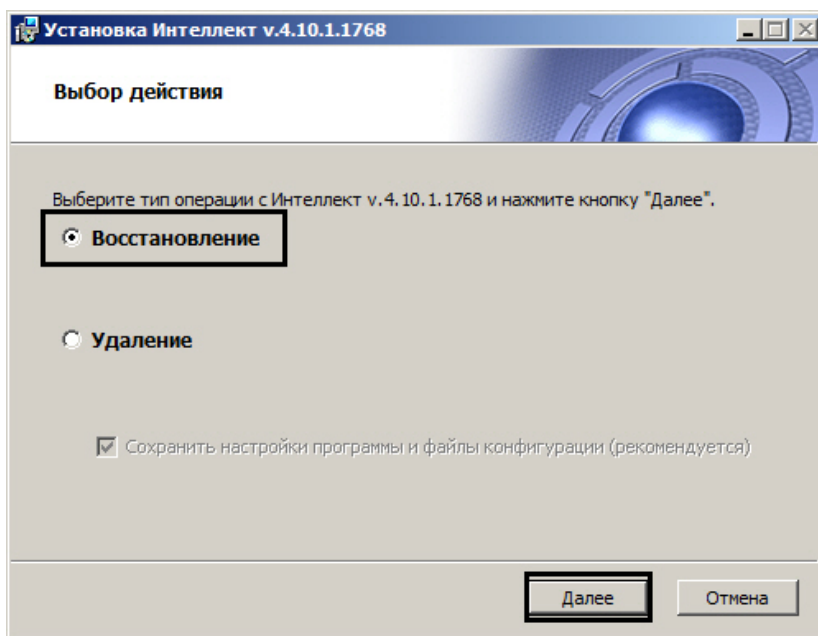 Установка Интеллект v.4.10.1.1768
Выбор действия
Выберите тип операции с Интеллект v.4.10.1.1768 и нажмите кнопку "Далее".
Восстановление
Удаление
Сохранить настройки программы и файлы конфигурации (рекомендуется)
Далее
Отмена